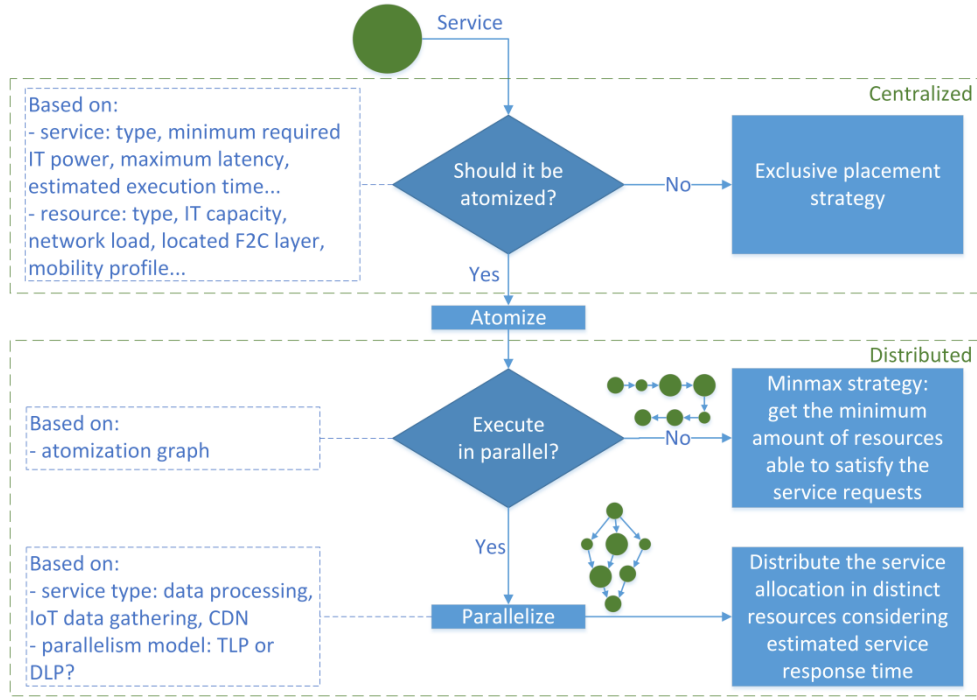 Service
Centralized
Based on:
- service: type, minimum required
IT power, maximum latency,
estimated execution time...
- resource: type, IT capacity,
network load, located F2C layer,
mobility profile...
Should it be
atomized?
No
Exclusive placement
strategy
Yes
Atomize
Distributed
Based on:
- atomization graph
Execute
in parallel?
No
Minmax strategy:
get the minimum
amount of resources
able to satisfy the
service requests
Yes
Based on:
- service type: data processing,
IoT data gathering, CDN
- parallelism model: TLP or
DLP?
Parallelize
Distribute the service
allocation in distinct
resources considering
estimated service
response time